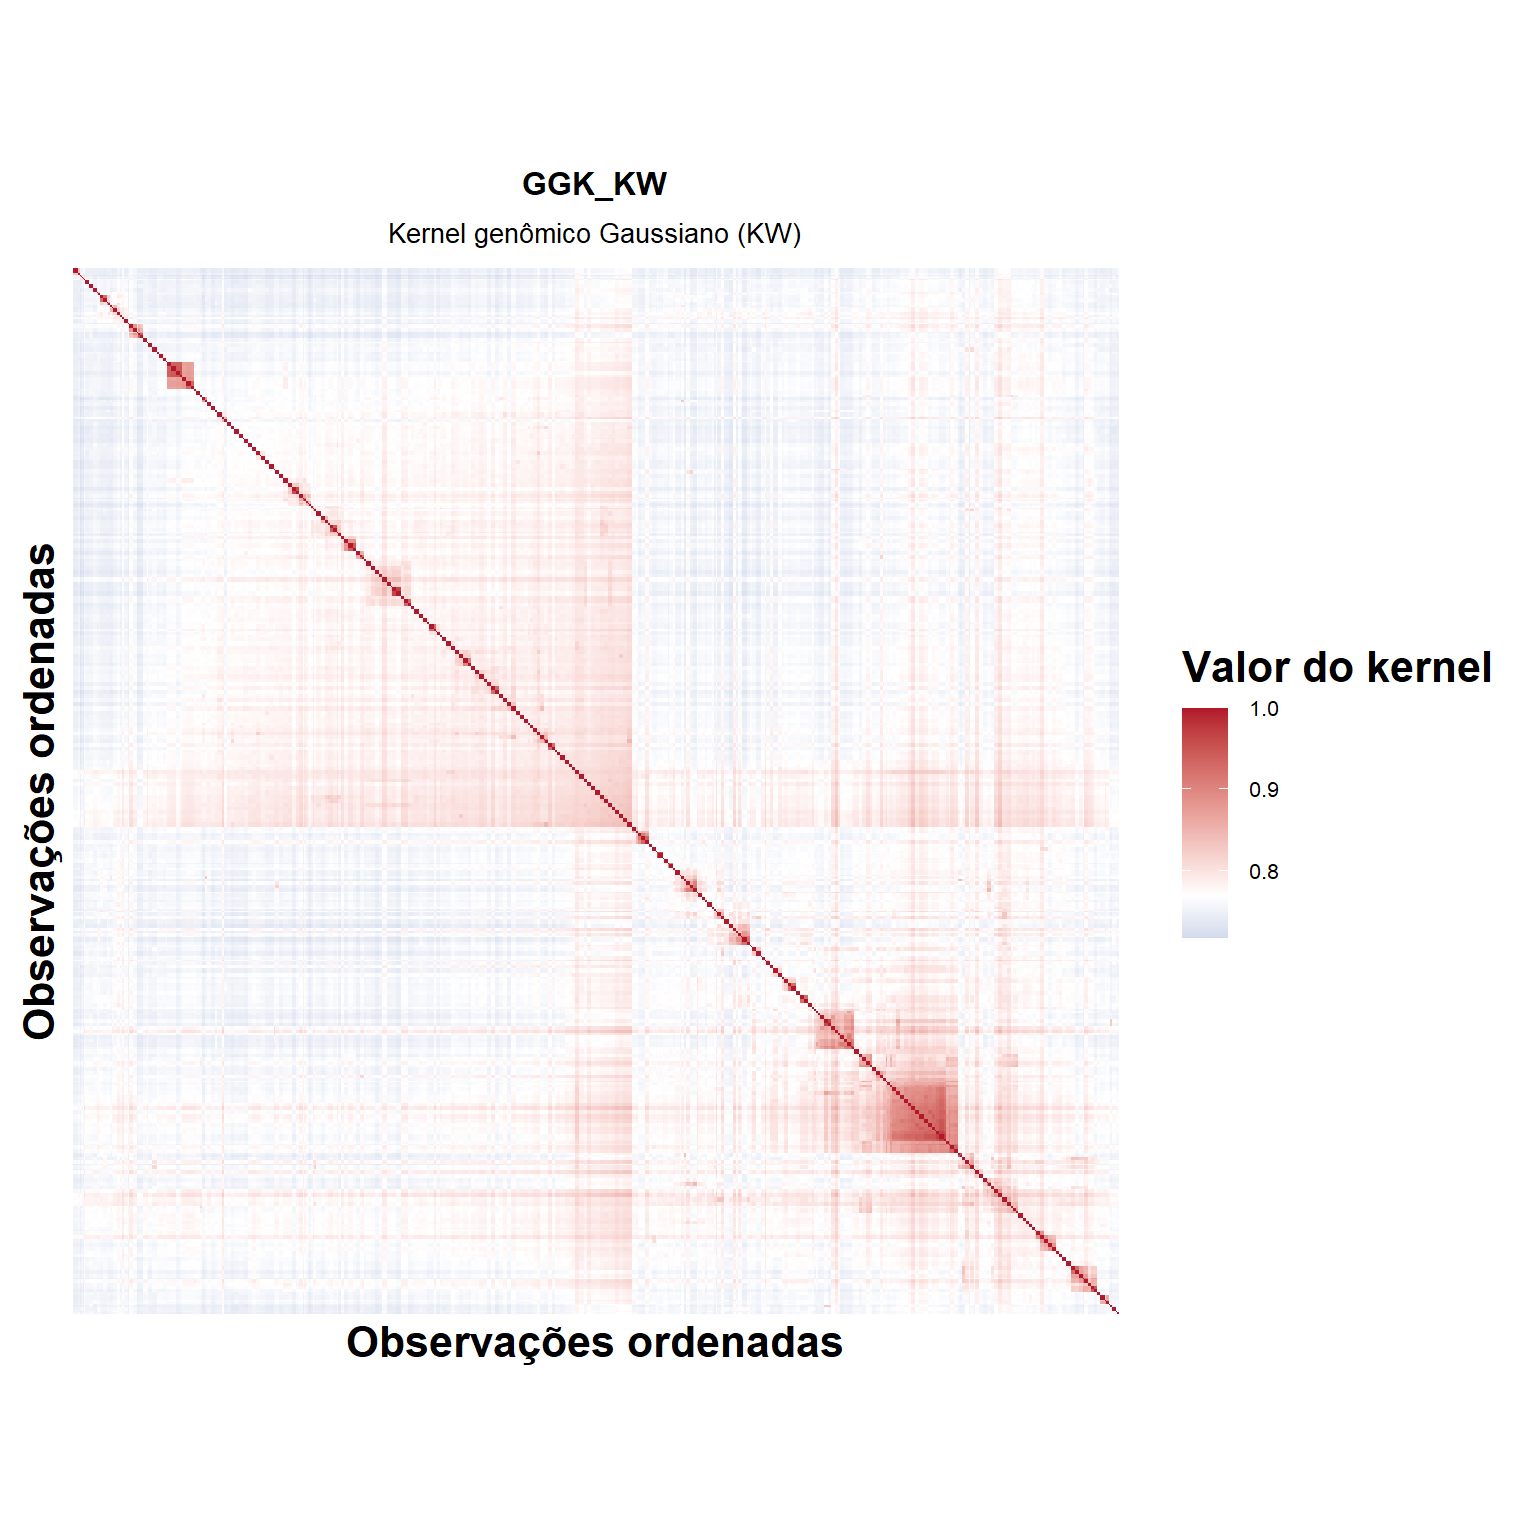 GGK_KW
Kernel genômico Gaussiano (KW)
Observações ordenadas
Observações ordenadas
Valor do kernel
1.0
0.9
0.8